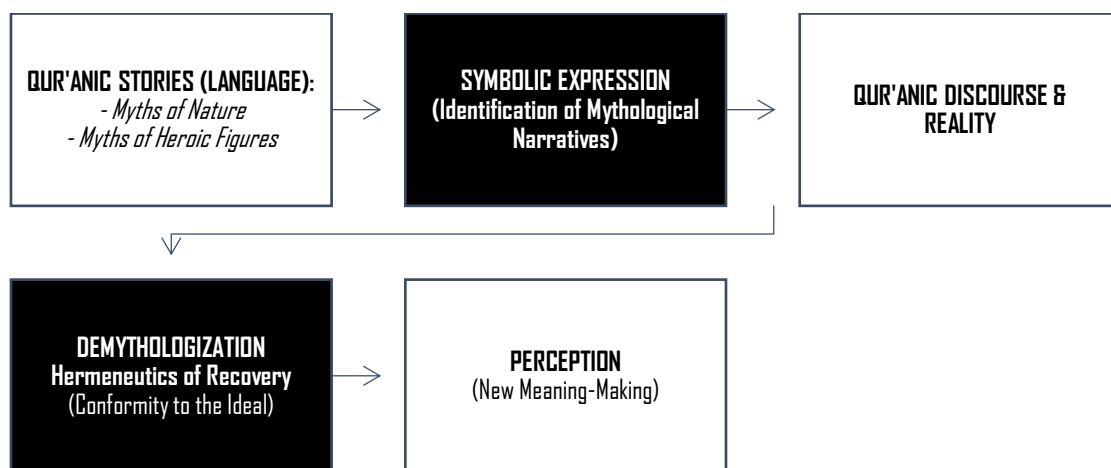 QUR'ANIC STORIES (LANGUAGE):
- Myths of Nature
- Myths of Heroic Figures
SYMBOLIC EXPRESSION
(Identification of Mythological
Narratives)
QUR'ANIC DISCOURSE &
REALITY
DEMYTHOLOGIZATION
Hermeneutics of Recovery
(Conformity to the Ideal)
PERCEPTION
(New Meaning-Making)